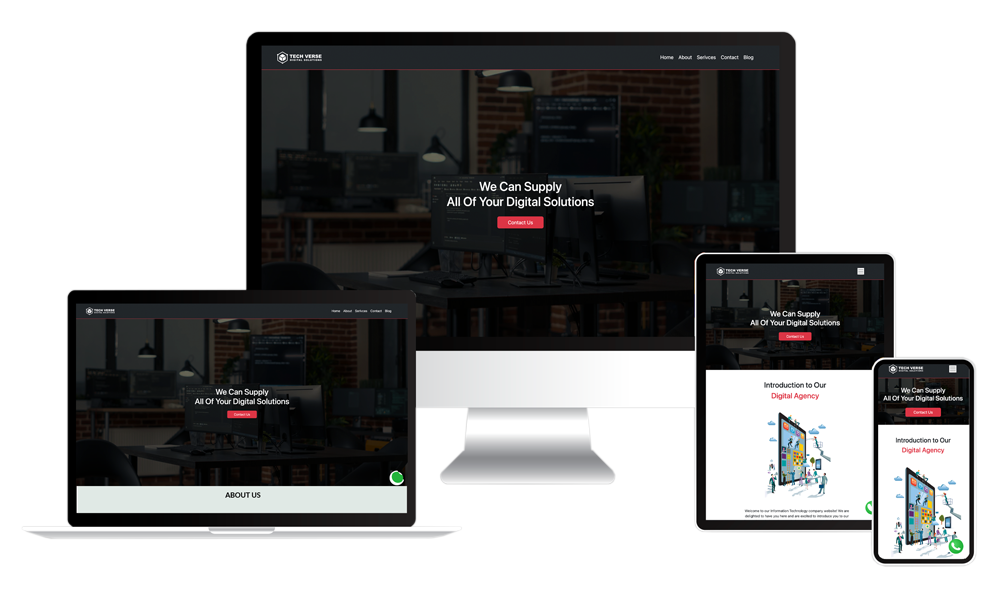 TECH VERSE
DIGITAL SOLUTIONS
Home About Serivces Contact Blog
We Can Supply
All Of Your Digital Solutions
Contact Us
TECH VERSE
DIGITAL SOLUTIONS
Home About Serivces Contact Blog
We Can Supply
All Of Your Digital Solutions
Contact Us
ABOUT US
TECH VERSE
DIGITAL SOLUTIONS
We Can Supply
All Of Your Digital Solutions
Contact Us
Introduction to Our
Digital Agency
Welcome to our Information Technology company website! We are
delighted to have you here and are excited to introduce you to our
TECH VERSE
DIGITAL SOLUTIONS
We Can Supply
All Of Your Digital Solutions
Contact Us
Introduction to Our
Digital Agency